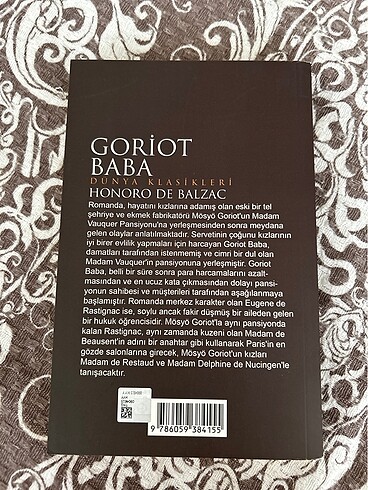 GORİOT
BABA
DÜNYA KLASİKLERİ
HONORO DE BALZAC
Romanda, hayatını kızlarına adamış olan eski bir tel
şehriye ve ekmek fabrikatörü Mösyö Goriot'un Madam
Vauquer Pansiyonu'na yerleşmesinden sonra meydana
gelen olaylar anlatılmaktadır. Servetinin çoğunu kızlarının
iyi birer evlilik yapmaları için harcayan Goriot Baba,
damatları tarafından istenmemiş ve cimri bir dul olan
Madam Vauquer'in pansiyonuna yerleşmiştir. Goriot
Baba, belli bir süre sonra para harcamalarını azalt-
masından ve en ucuz kata çıkmasından dolayı pansi-
yonun sahibesi ve müşterileri tarafından aşağılanmaya
başlamıştır. Romanda merkez karakter olan Eugene de
Rastignac ise, soylu ancak fakir düşmüş bir aileden gelen
bir hukuk öğrencisidir. Mösyö Goriot'la aynı pansiyonda
kalan Rastignac, aynı zamanda kuzeni olan Madam de
Beausent'in adını bir anahtar gibi kullanarak Paris'in en
gözde salonlarına girecek, Mösyö Goriot'un kızları
Madam de Restaud ve Madam Delphine de Nucingen'le
tanışacaktır.
9 786059 384155